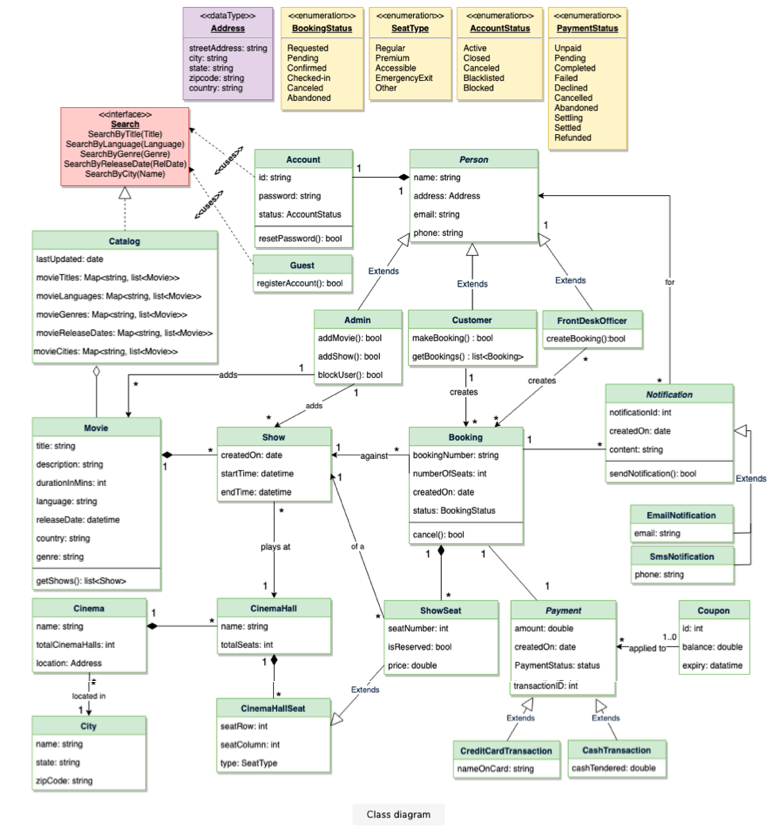 <<dataType>>
Address
streetAddress: string
city: string
state: string
zipcode: string
country: string
<<enumeration>>
BookingStatus
Requested
Pending
Confirmed
Checked-in
Canceled
Abandoned
<<enumeration>>
SeatType
Regular
Premium
Accessible
EmergencyExit
Other
<<enumeration>>
AccountStatus
Active
Closed
Canceled
Blacklisted
Blocked
<<enumeration>>
PaymentStatus
Unpaid
Pending
Completed
Failed
Declined
Cancelled
Abandoned
Settling
Settled
Refunded
<<interface>>
Search
SearchByTitle(Title)
SearchByLanguage(Language)
SearchByGenre(Genre)
SearchByReleaseDate(RelDate)
SearchByCity(Name)
<<uses>>
<<uses>>
Account
id: string
password: string
status: AccountStatus
resetPassword(): bool
1
1
Person
name: string
address: Address
email: string
phone: string
1
Guest
registerAccount(): bool
Catalog
lastUpdated: date
movieTitles: Map<string, list<Movie>>
movieLanguages: Map<string, list<Movie>>
movieGenres: Map<string, list<Movie>>
movieReleaseDates: Map<string, list<Movie>>
movieCities: Map<string, list<Movie>>
Extends
Extends
Extends
for
Admin
addMovie(): bool
addShow(): bool
blockUser(): bool
Customer
makeBooking() : bool
getBookings() : list<Booking>
FrontDeskOfficer
createBooking():bool
adds
1
*
adds
1
*
1
creates
*
*
creates
*
*
Notification
notificationId: int
createdOn: date
content: string
sendNotification(): bool
Extends
EmailNotification
email: string
SmsNotification
phone: string
Movie
title: string
description: string
durationInMins: int
language: string
releaseDate: datetime
country: string
genre: string
getShows(): list<Show>
1
*
Show
createdOn: date
startTime: datetime
endTime: datetime
1
against
*
1
Booking
bookingNumber: string
numberOfSeats: int
createdOn: date
status: BookingStatus
cancel(): bool
1
*
*
plays at
1
of a
*
1
*
1
1
Cinema
name: string
totalCinemaHalls: int
location: Address
1
*
CinemaHall
name: string
totalSeats: int
1
*
ShowSeat
seatNumber: int
isReserved: bool
price: double
Payment
amount: double
createdOn: date
PaymentStatus: status
transactionID: int
*
applied to
1..0
Coupon
id: int
balance: double
expiry: datatime
*
located in
1
City
name: string
state: string
zipCode: string
CinemaHallSeat
seatRow: int
seatColumn: int
type: SeatType
Extends
Extends
Extends
CreditCardTransaction
nameOnCard: string
CashTransaction
cashTendered: double
Class diagram